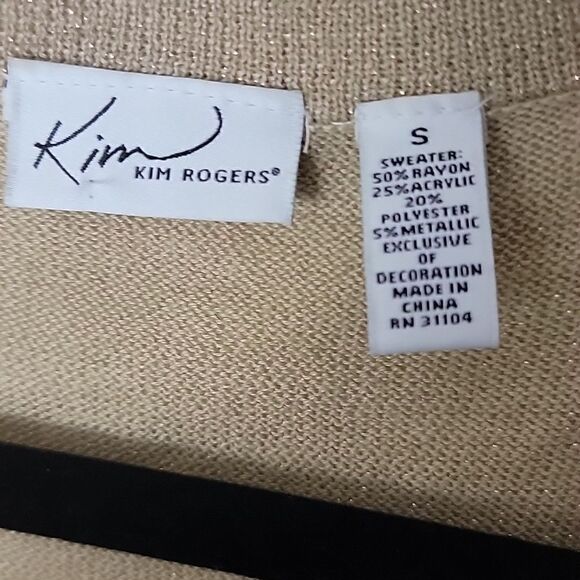 Kim
KIM ROGERS®
S
SWEATER:
50% RAYON
25% ACRYLIC
20%
POLYESTER
5% METALLIC
EXCLUSIVE
OF
DECORATION
MADE IN
CHINA
RN 31104